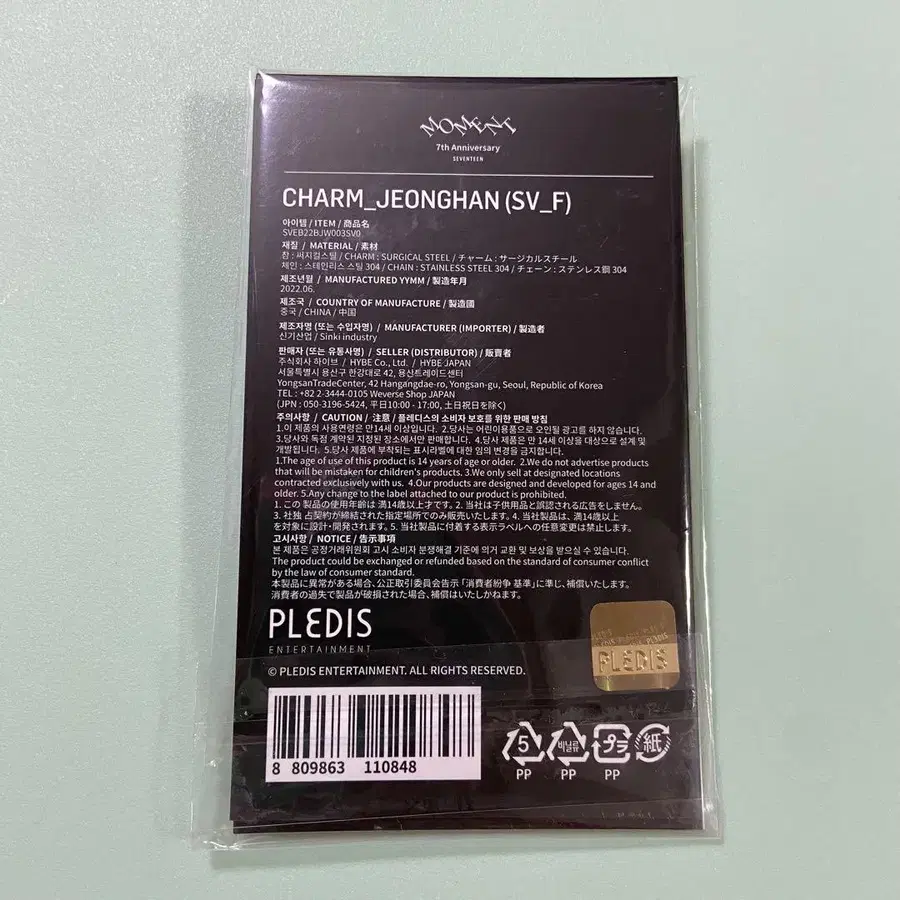 MOMENT
7th Anniversary
SEVENTEEN
CHARM_JEONGHAN (SV_F)
아이템 / ITEM / 商品名
SVEB22BJW003SV0
재질 / MATERIAL / 素材
참 : 써지컬스틸 / CHARM : SURGICAL STEEL / チャーム : サージカルスチール
체인 : 스테인리스 스틸 304 / CHAIN : STAINLESS STEEL 304 / チェーン : ステンレス鋼 304
제조년월 / MANUFACTURED YYMM / 製造年月
2022.06.
제조국 / COUNTRY OF MANUFACTURE / 製造國
중국 / CHINA / 中国
제조자명 (또는 수입자명) / MANUFACTURER (IMPORTER) / 製造者
신기산업 / Sinki industry
판매자 (또는 유통사명) / SELLER (DISTRIBUTOR) / 販賣者
주식회사 하이브 / HYBE Co., Ltd. / HYBE JAPAN
서울특별시 용산구 한강대로 42, 용산트레이드센터
YongsanTradeCenter, 42 Hangangdae-ro, Yongsan-gu, Seoul, Republic of Korea
TEL : +82 2-3444-0105 Weverse Shop JAPAN
(JPN : 050-3196-5424, 平日10:00 - 17:00, 土日祝日を除く)
주의사항 / CAUTION / 注意 / 플레디스의 소비자 보호를 위한 판매 방침
1.이 제품의 사용연령은 만14세 이상입니다. 2.당사는 어린이용품으로 오인될 광고를 하지 않습니다.
3.당사와 독점 계약된 지정된 장소에서만 판매합니다. 4.당사 제품은 만 14세 이상을 대상으로 설계 및
개발됩니다. 5.당사 제품에 부착되는 표시라벨에 대한 임의 변경을 금지합니다.
1.The age of use of this product is 14 years of age or older. 2.We do not advertise products
that will be mistaken for children's products. 3.We only sell at designated locations
contracted exclusively with us. 4.Our products are designed and developed for ages 14 and
older. 5.Any change to the label attached to our product is prohibited.
1. この 製品の使用年齢は 満14歳以上才です。2. 当社は子供用品と誤認される広告をしません。
3. 社独 占契約が締結された指定場所でのみ販売いたします。4. 当社製品は、満14歳以上
を対象に設計・開発されます。5. 当社製品に付着する表示ラベルへの任意変更は禁止します。
고시사항 / NOTICE / 告示事項
본 제품은 공정거래위원회 고시 소비자 분쟁해결 기준에 의거 교환 및 보상을 받으실 수 있습니다.
The product could be exchanged or refunded based on the standard of consumer conflict
by the law of consumer standard.
本製品に異常がある場合、公正取引委員会告示「消費者紛争 基準」に準じ、補償いたします。
消費者の過失で製品が破損された場合、補償はいたしかねます。
PLEDIS
ENTERTAINMENT
PLEDIS
© PLEDIS ENTERTAINMENT. ALL RIGHTS RESERVED.
8 809863 110848
5 비닐류 プラ 紙
PP PP PP